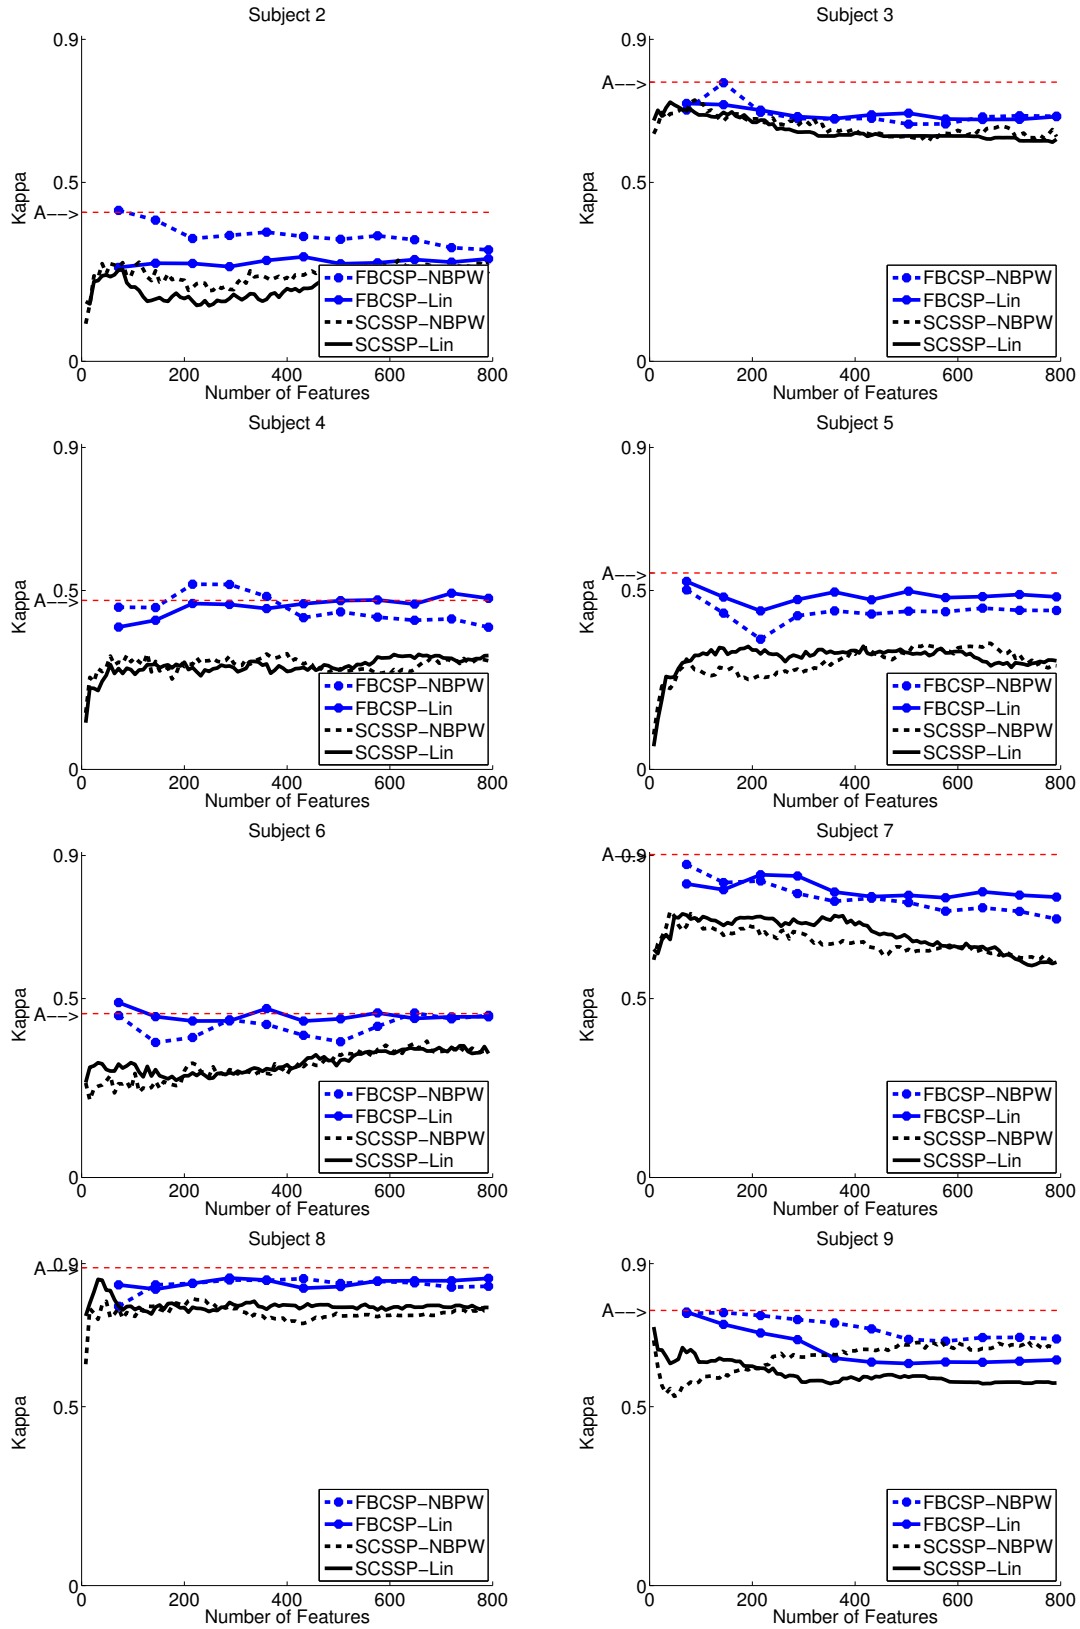 Subject 2
0.9
0.5
0
Kappa
A-->
0 200 400 600 800
Number of Features
FBCSP-NBPW
FBCSP-Lin
SCSSP-NBPW
SCSSP-Lin
Subject 3
0.9
0.5
0
Kappa
A-->
0 200 400 600 800
Number of Features
FBCSP-NBPW
FBCSP-Lin
SCSSP-NBPW
SCSSP-Lin
Subject 4
0.9
0.5
0
Kappa
A-->
0 200 400 600 800
Number of Features
FBCSP-NBPW
FBCSP-Lin
SCSSP-NBPW
SCSSP-Lin
Subject 5
0.9
0.5
0
Kappa
A-->
0 200 400 600 800
Number of Features
FBCSP-NBPW
FBCSP-Lin
SCSSP-NBPW
SCSSP-Lin
Subject 6
0.9
0.5
0
Kappa
A-->
0 200 400 600 800
Number of Features
FBCSP-NBPW
FBCSP-Lin
SCSSP-NBPW
SCSSP-Lin
Subject 7
0.9
0.5
0
Kappa
A-->
0 200 400 600 800
Number of Features
FBCSP-NBPW
FBCSP-Lin
SCSSP-NBPW
SCSSP-Lin
Subject 8
0.9
0.5
0
Kappa
A-->
0 200 400 600 800
Number of Features
FBCSP-NBPW
FBCSP-Lin
SCSSP-NBPW
SCSSP-Lin
Subject 9
0.9
0.5
0
Kappa
A-->
0 200 400 600 800
Number of Features
FBCSP-NBPW
FBCSP-Lin
SCSSP-NBPW
SCSSP-Lin